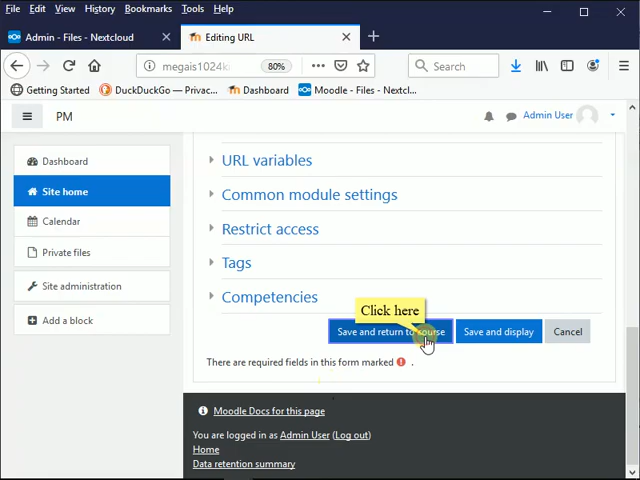 File Edit View History Bookmarks Tools Help
Admin - Files - Nextcloud
Editing URL
megais1024k
80%
Search
Getting Started
DuckDuckGo — Privac...
Dashboard
Moodle - Files - Nextcl...
PM
Admin User
Dashboard
Site home
Calendar
Private files
Site administration
Add a block
URL variables
Common module settings
Restrict access
Tags
Competencies
Click here
Save and return to course
Save and display
Cancel
There are required fields in this form marked .
Moodle Docs for this page
You are logged in as Admin User (Log out)
Home
Data retention summary